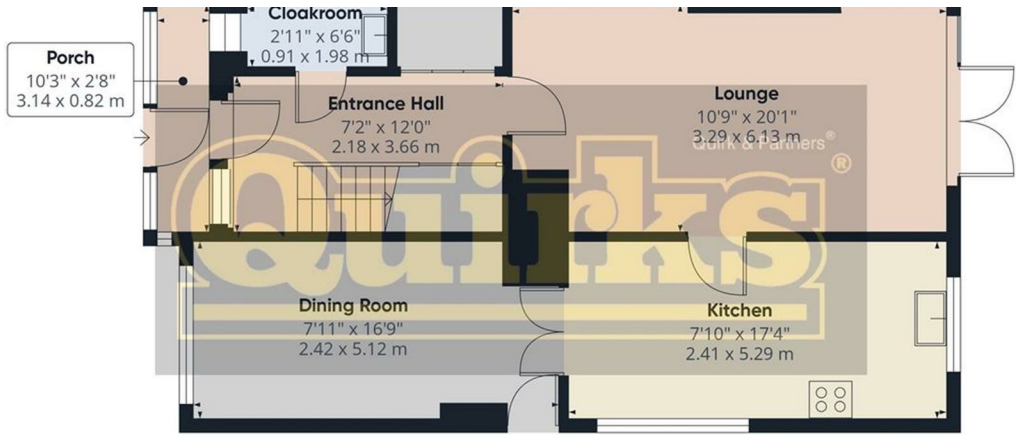 Cloakroom
2'11" x 6'6"
0.91 x 1.98 m
Porch
10'3" x 2'8"
3.14 x 0.82 m
Entrance Hall
7'2" x 12'0"
2.18 x 3.66 m
Lounge
10'9" x 20'1"
3.29 x 6.13 m
Quirk & Partners®
Quirks®
Dining Room
7'11" x 16'9"
2.42 x 5.12 m
Kitchen
7'10" x 17'4"
2.41 x 5.29 m